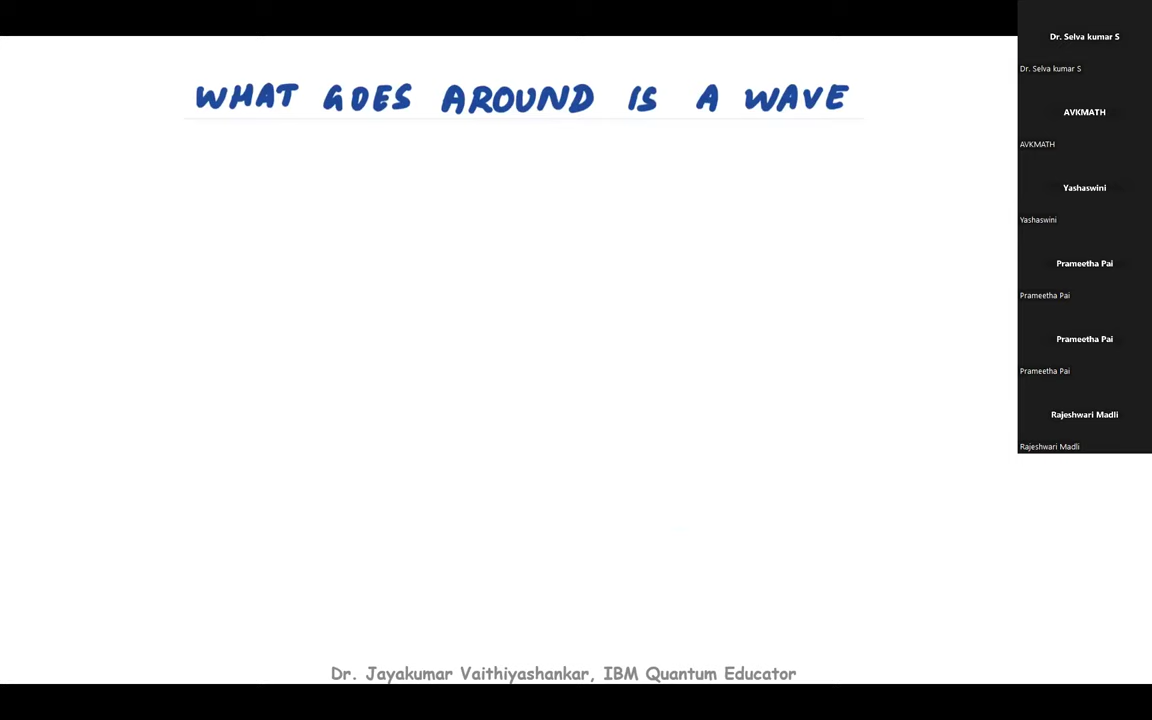 WHAT GOES AROUND IS A WAVE
Dr. Selva kumar S
Dr. Selva kumar S
AVKMATH
AVKMATH
Yashaswini
Yashaswini
Prameetha Pai
Prameetha Pai
Prameetha Pai
Prameetha Pai
Rajeshwari Madli
Rajeshwari Madli
Dr. Jayakumar Vaithiyashankar, IBM Quantum Educator